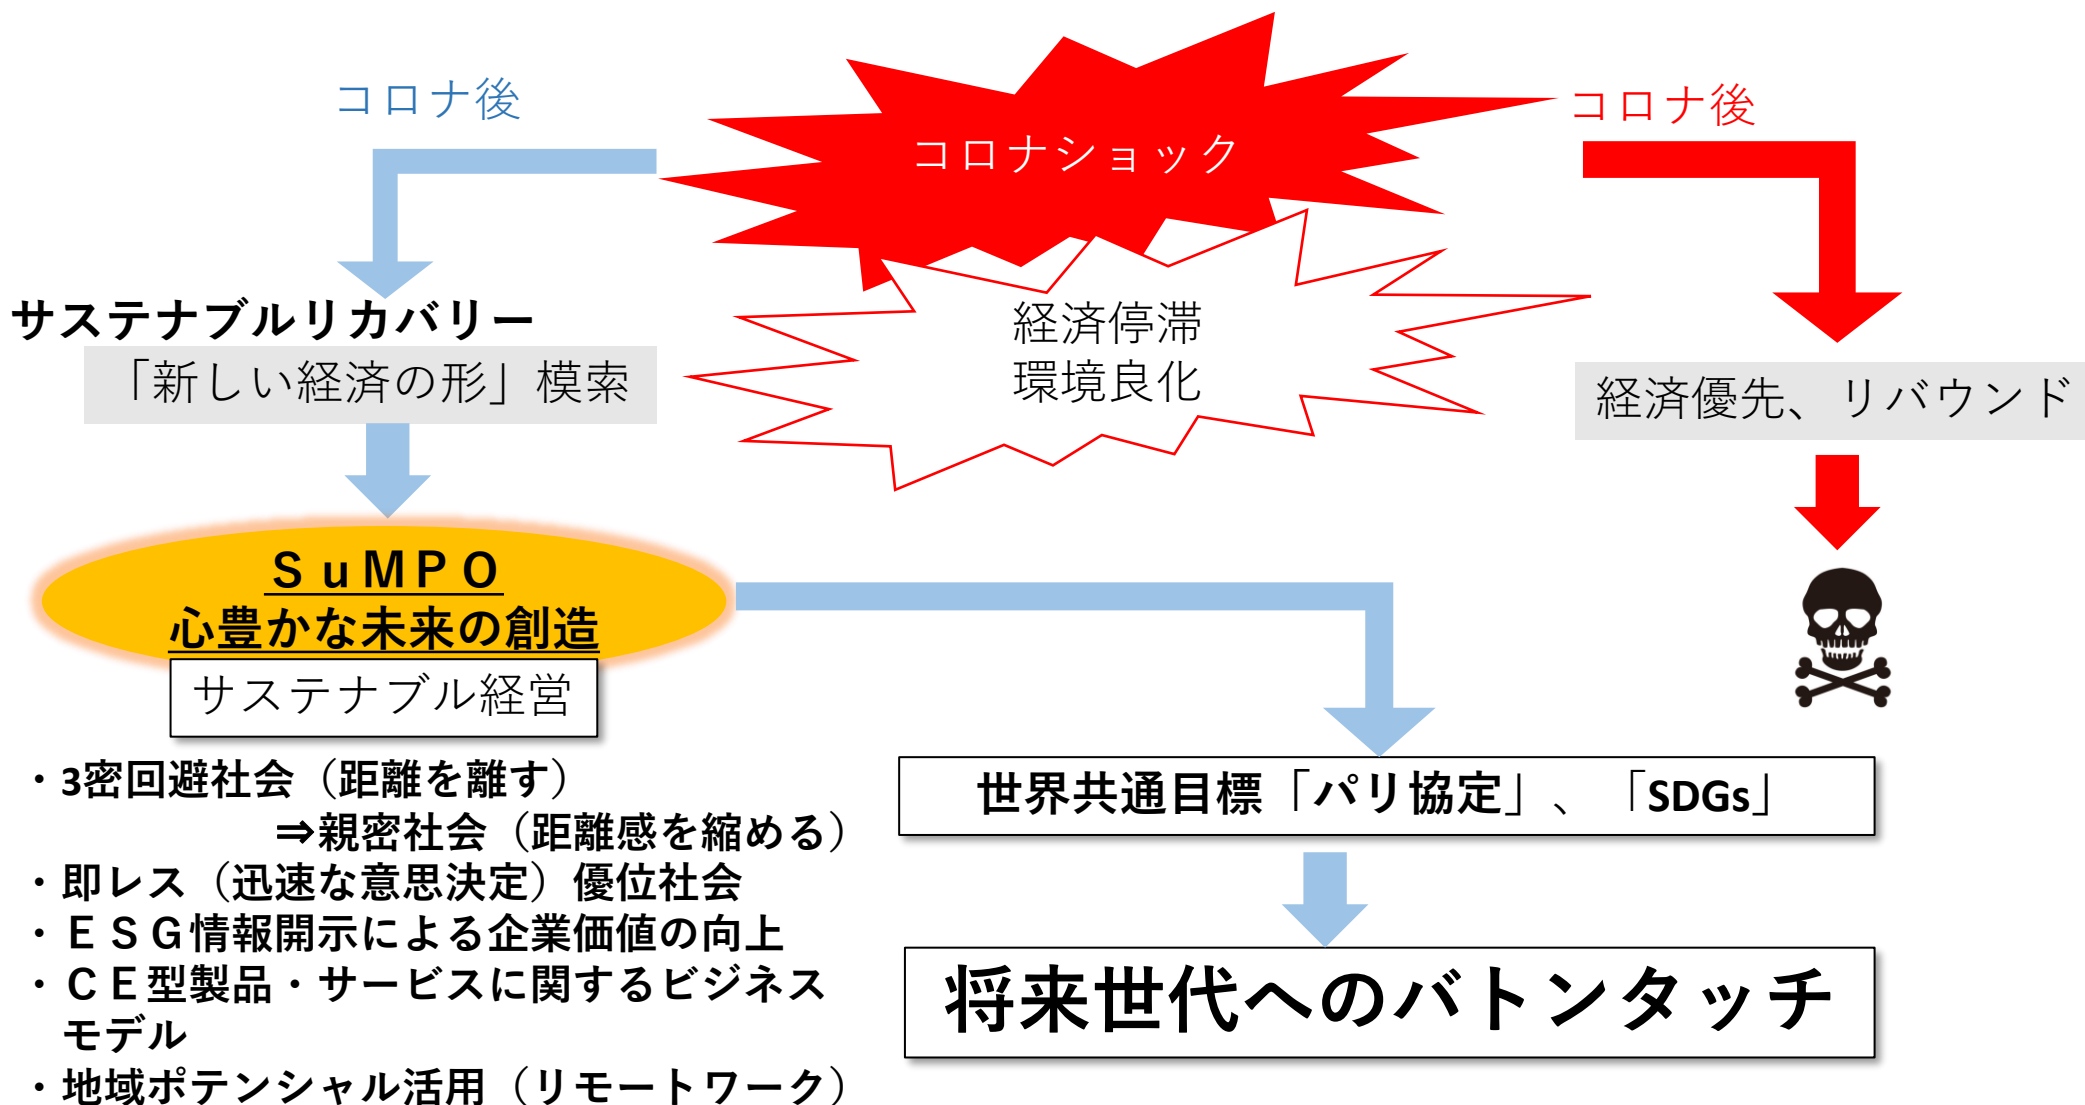 コロナショック
経済停滞
環境良化
コロナ後
サステナブルリカバリー
「新しい経済の形」模索
ＳｕＭＰＯ
心豊かな未来の創造
サステナブル経営
・3密回避社会（距離を離す）
⇒親密社会（距離感を縮める）
・即レス（迅速な意思決定）優位社会
・ＥＳＧ情報開示による企業価値の向上
・ＣＥ型製品・サービスに関するビジネス
モデル
・地域ポテンシャル活用（リモートワーク）
コロナ後
経済優先、リバウンド
世界共通目標「パリ協定」、「SDGs」
将来世代へのバトンタッチ